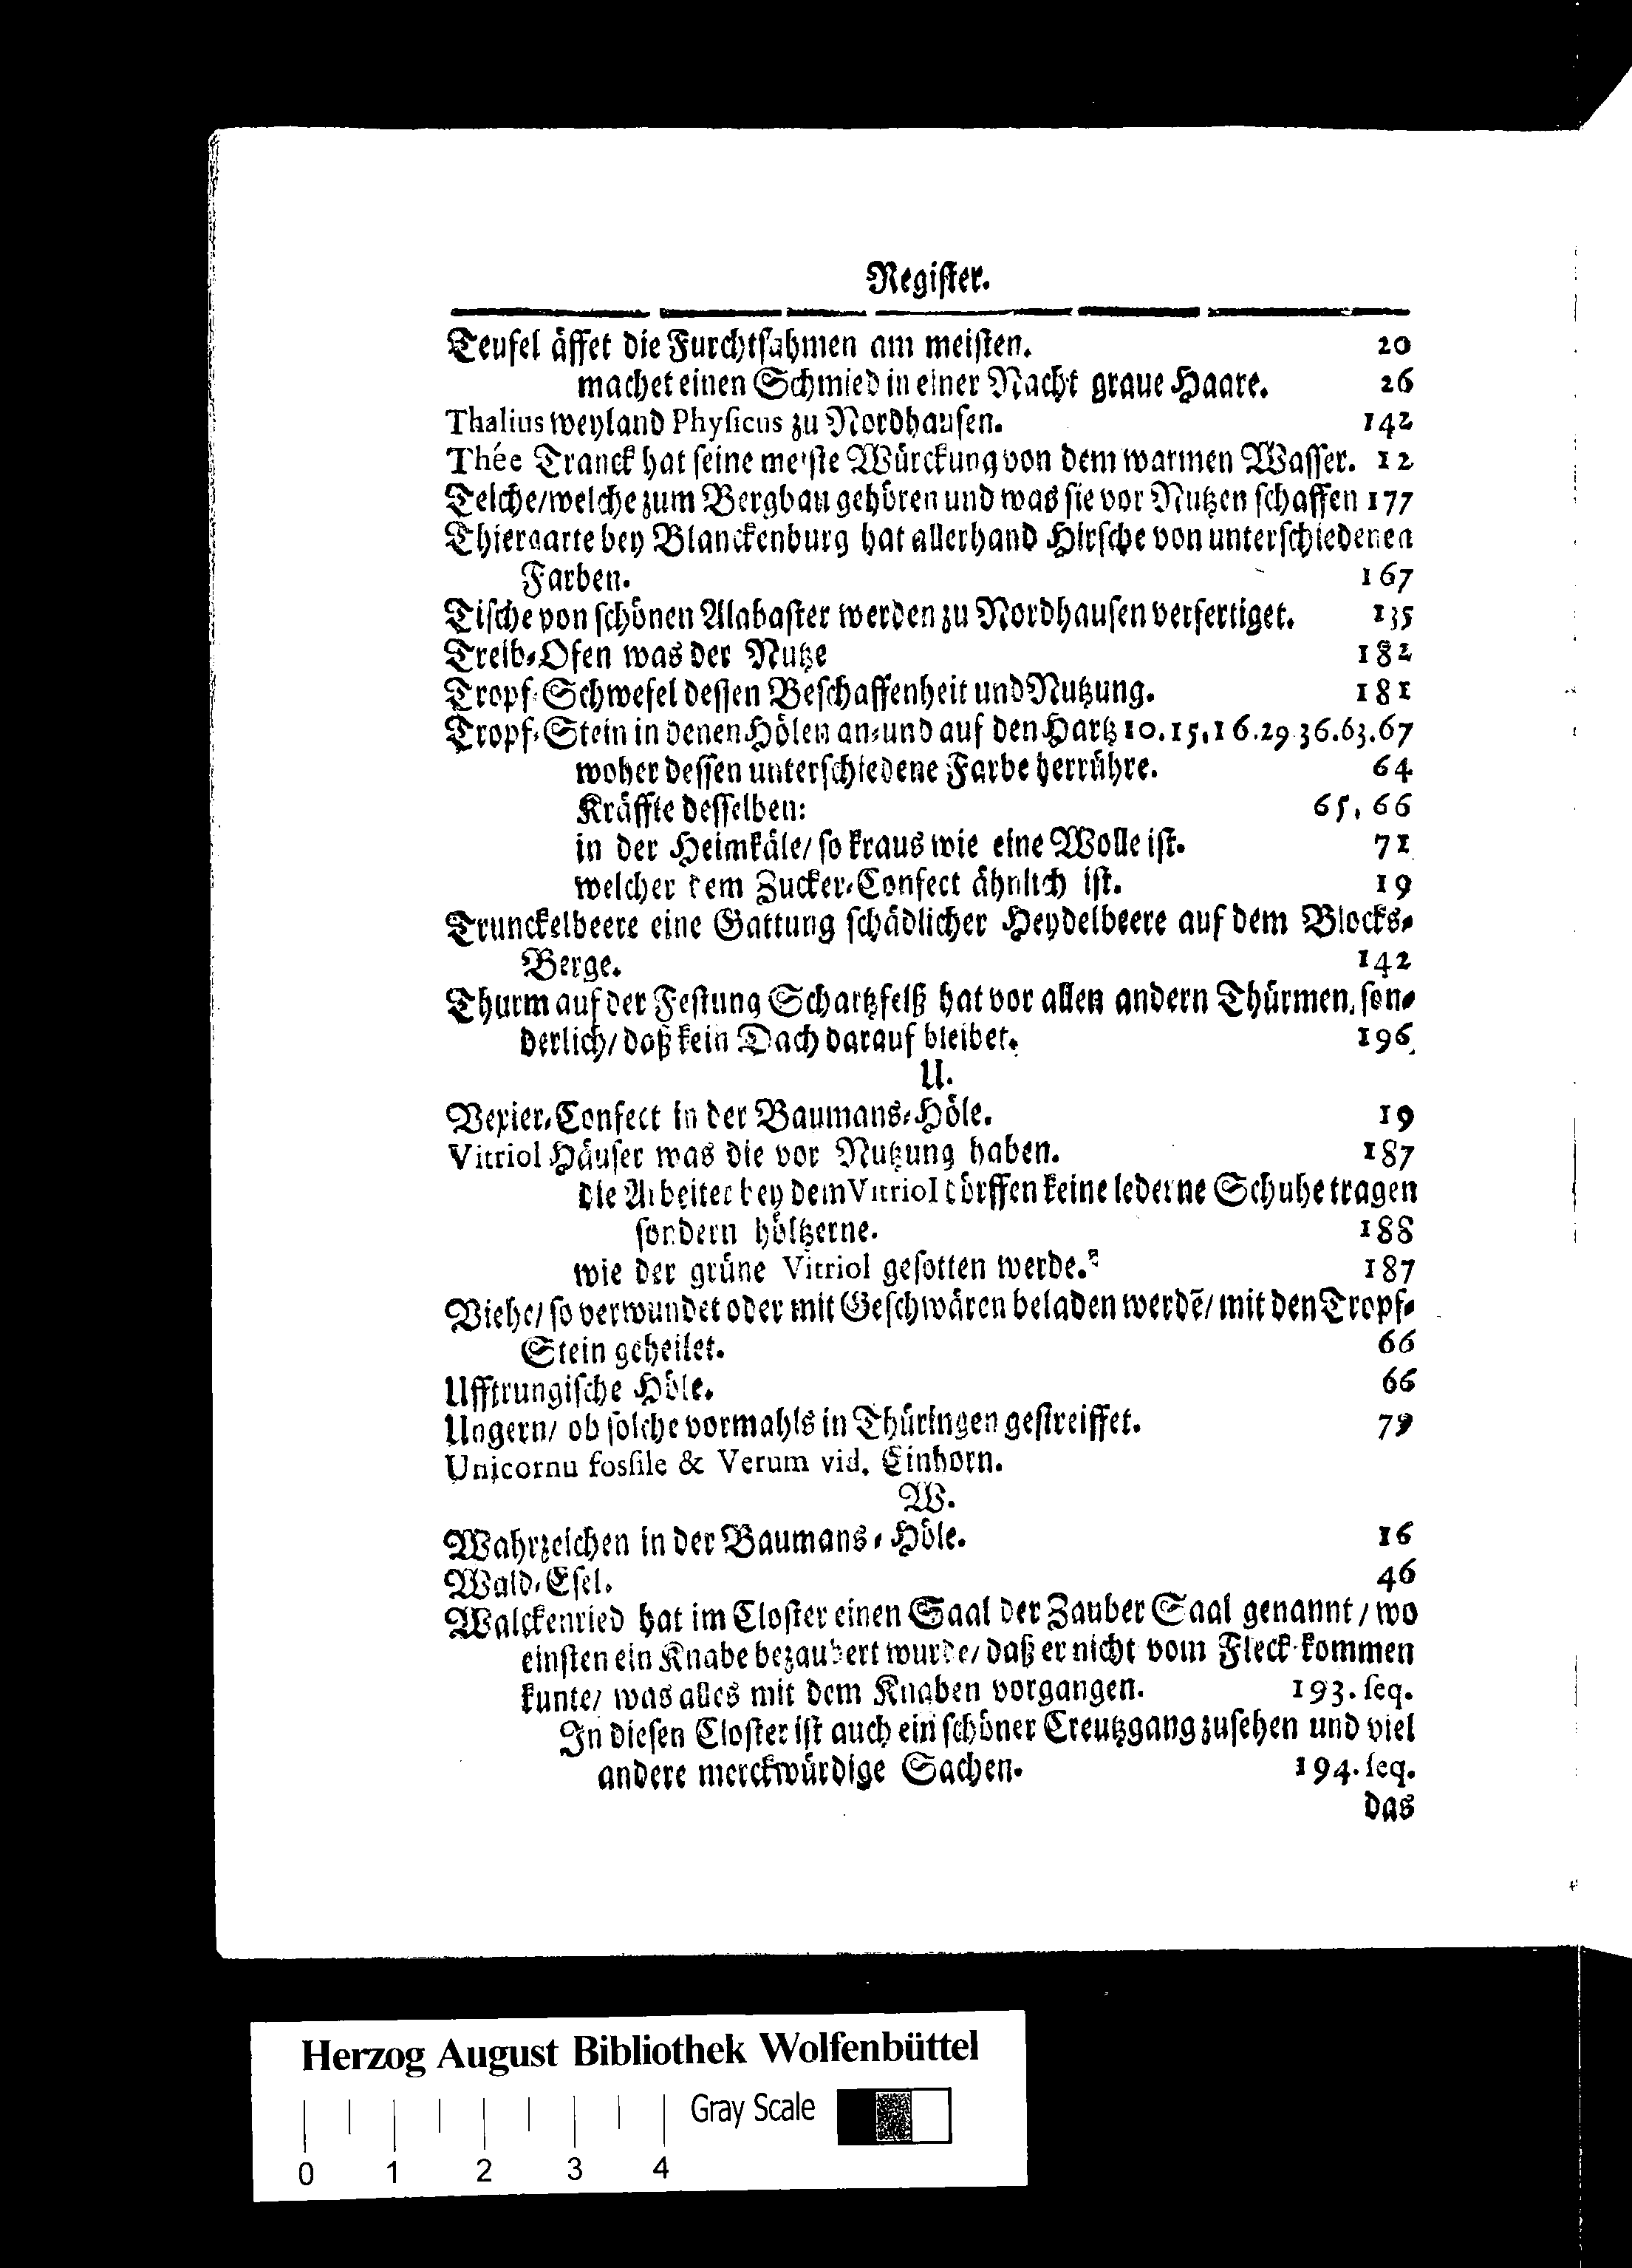 Register.
Teufel äffet die Furchtsahmen am meisten. 20
machet einen Schmied in einer Nacht graue Haare. 26
Thalius weyland Physicus zu Nordhausen. 142
Thée Tranck hat seine meiste Würckung von dem warmen Wasser. 12
Teiche/welche zum Bergbau gehören und was sie vor Nutzen schaffen 177
Thiergarte bey Blanckenburg hat allerhand Hirsche von unterschiedenen
Farben. 167
Tische von schönen Alabaster werden zu Nordhausen verfertiget. 135
Treib-Ofen was der Nutze 182
Tropf-Schwefel dessen Beschaffenheit und Nutzung. 181
Tropf-Stein in denen Hölen an-und auf den Hartz 10.15.16.29 36.63.67
woher dessen unterschiedene Farbe herrühre. 64
Kräffte desselben: 65, 66
in der Heimkäle/ so kraus wie eine Wolle ist. 71
welcher dem Zucker-Confect ähnlich ist. 19
Trunckelbeere eine Gattung schädlicher Heydelbeere auf dem Blocks-
Berge. 142
Thurm auf der Festung Schartzfelß hat vor allen andern Thürmen, son-
derlich/ daß kein Dach darauf bleibet. 196
U.
Vexier-Confect in der Baumans-Höle. 19
Vitriol Häuser was die vor Nutzung haben. 187
die Arbeiter bey dem Vitriol dörffen keine lederne Schuhe tragen
sondern höltzerne. 188
wie der grüne Vitriol gesotten werde. 187
Viehe/ so verwundet oder mit Geschwären beladen werdē/ mit den Tropf-
Stein geheilet. 66
Ufftrungische Höle. 66
Ungern/ ob solche vormahls in Thüringen gestreiffet. 79
Unicornu fossile & Verum vid. Einhorn.
W.
Wahrzeichen in der Baumans-Höle. 16
Wald-Esel. 46
Walckenried hat im Closter einen Saal der Zauber Saal genannt/ wo
einsten ein Knabe bezaubert wurde/ daß er nicht vom Fleck kommen
kunte/ was alles mit dem Knaben vorgangen. 193. seq.
In diesen Closter ist auch ein schöner Creutzgang zusehen und viel
andere merckwürdige Sachen. 194. seq.
das
Herzog August Bibliothek Wolfenbüttel
Gray Scale
0 1 2 3 4